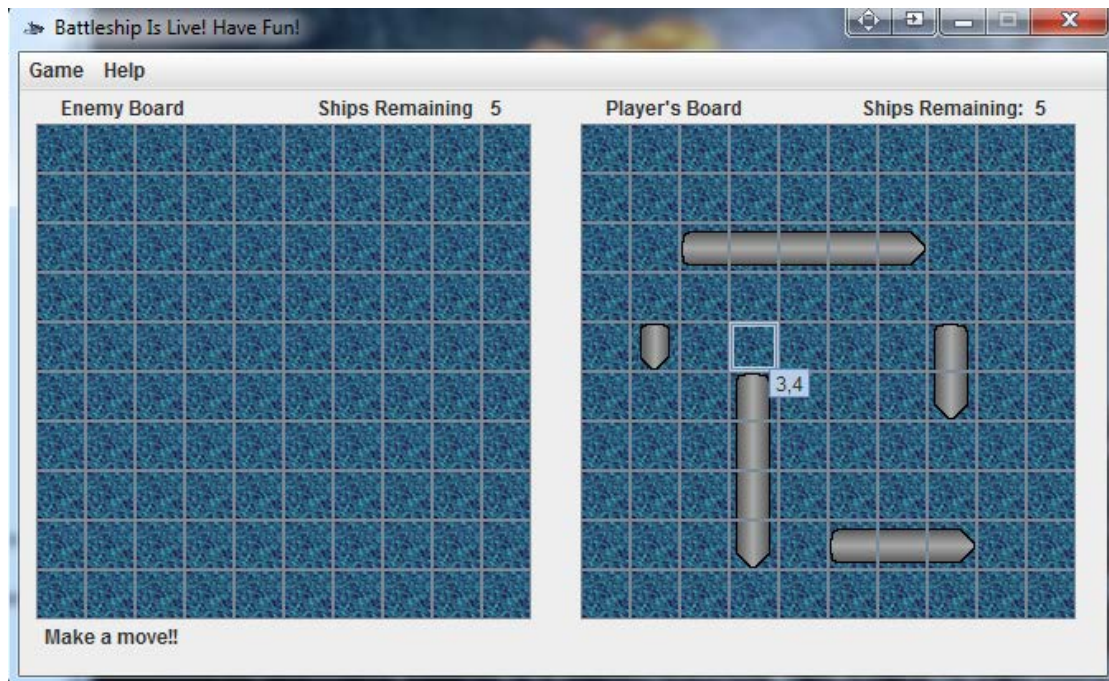 Battleship Is Live! Have Fun!
Game Help
Enemy Board Ships Remaining 5 Player's Board Ships Remaining: 5
3,4
Make a move!!